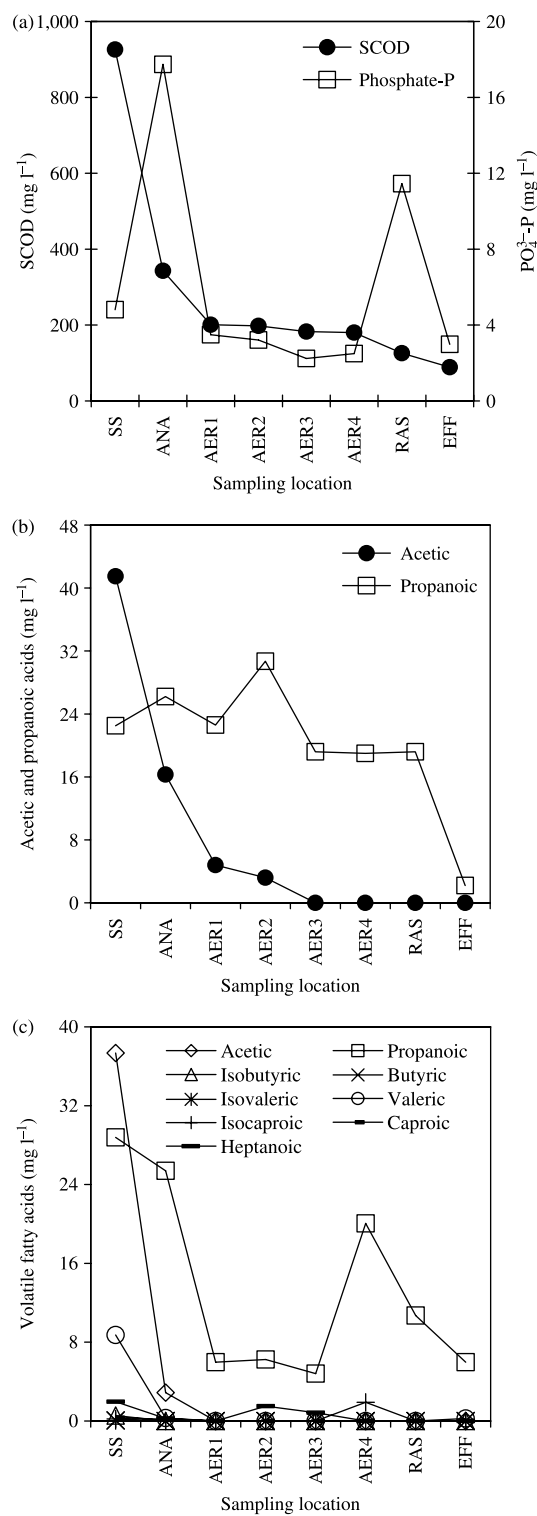 (a)
1,000
800
600
400
200
0
SCOD (mg l⁻¹)
20
16
12
8
4
0
PO₄³⁻-P (mg l⁻¹)
SCOD
Phosphate-P
SS ANA AER1 AER2 AER3 AER4 RAS EFF
Sampling location
(b)
48
40
32
24
16
8
0
Acetic and propanoic acids (mg l⁻¹)
Acetic
Propanoic
SS ANA AER1 AER2 AER3 AER4 RAS EFF
Sampling location
(c)
40
32
24
16
8
0
Volatile fatty acids (mg l⁻¹)
Acetic Propanoic
Isobutyric Butyric
Isovaleric Valeric
Isocaproic Caproic
Heptanoic
SS ANA AER1 AER2 AER3 AER4 RAS EFF
Sampling location